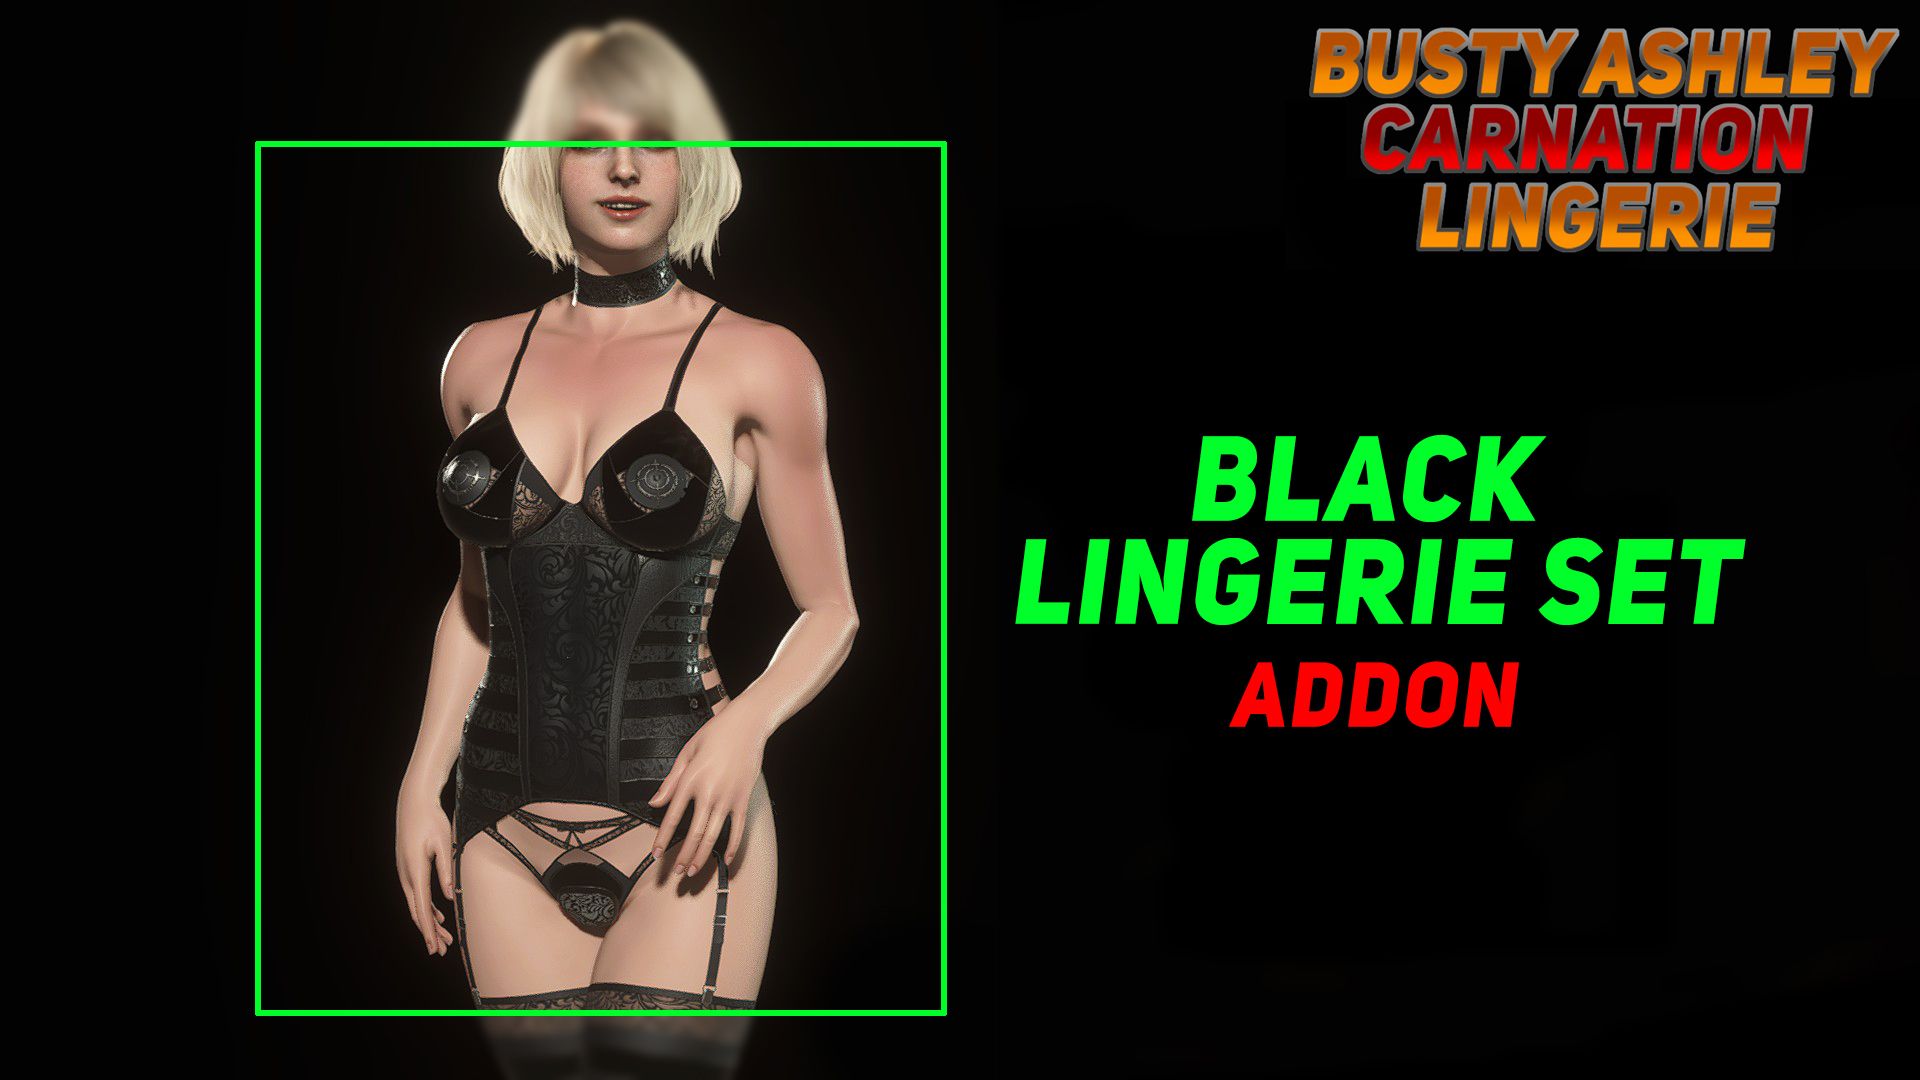 BUSTY ASHLEY
CARNATION
LINGERIE
BLACK
LINGERIE SET
ADDON